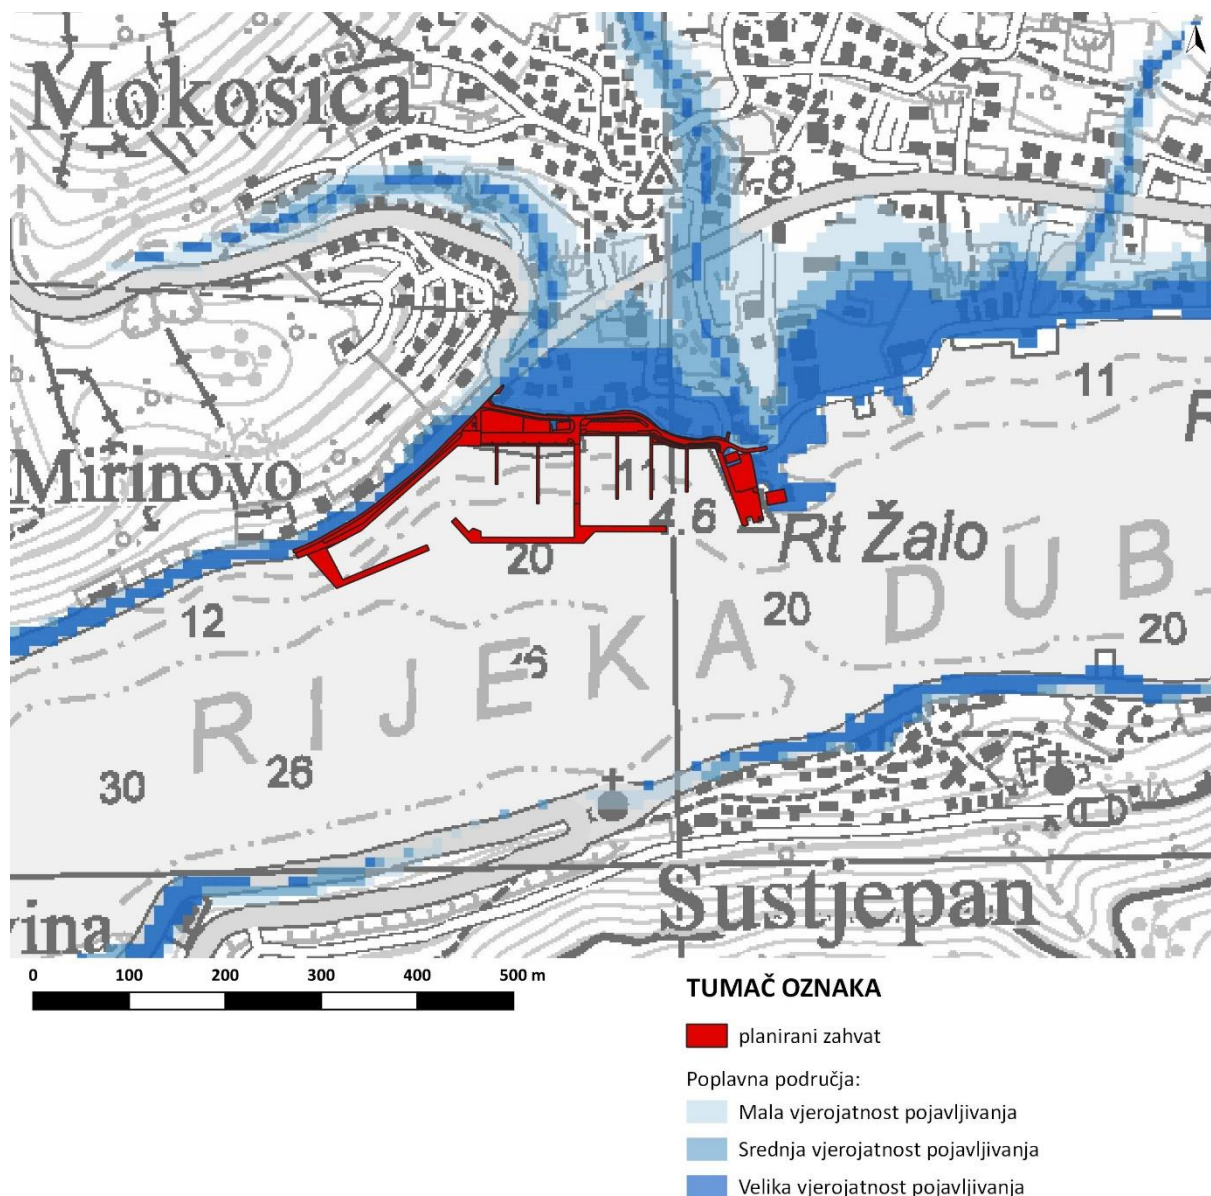 Mokošica
7.8
11
Mirinovo
11
4.6
Rt Žalo
20
12
20
20
RIJEKA DUB
26
30
vina
Sustjepan
0 100 200 300 400 500 m
TUMAČ OZNAKA
planirani zahvat
Poplavna područja:
Mala vjerojatnost pojavljivanja
Srednja vjerojatnost pojavljivanja
Velika vjerojatnost pojavljivanja